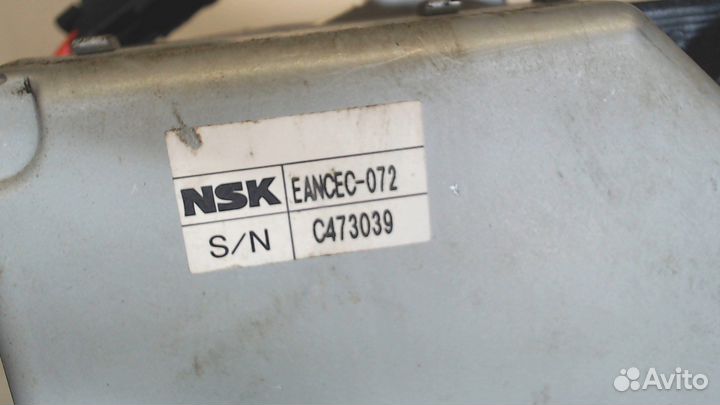 NSK EANCEC-072
S/N C473039
Avito